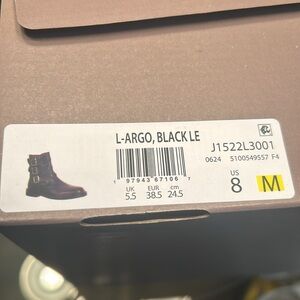 L-ARGO, BLACK LE
J1522L3001
0624 5100549557 F4
1 97943 67106 7
UK EUR cm
5.5 38.5 24.5
US
8 M